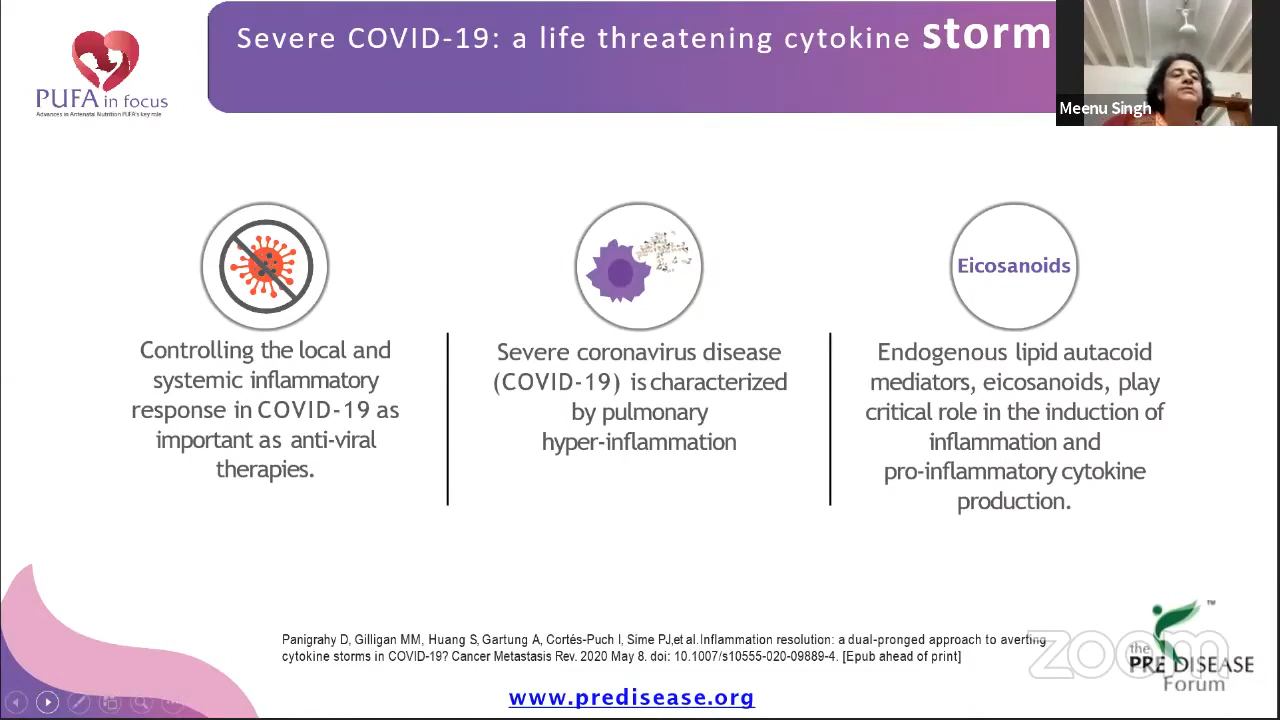 Severe COVID-19: a life threatening cytokine storm
PUFA in focus
Advances in Antenatal Nutrition PUFA's key role
Meenu Singh
Controlling the local and
systemic inflammatory
response in COVID-19 as
important as anti-viral
therapies.
Severe coronavirus disease
(COVID-19) is characterized
by pulmonary
hyper-inflammation
Eicosanoids
Endogenous lipid autacoid
mediators, eicosanoids, play
critical role in the induction of
inflammation and
pro-inflammatory cytokine
production.
Panigrahy D, Gilligan MM, Huang S, Gartung A, Cortés-Puch I, Sime PJ,et al.Inflammation resolution: a dual-pronged approach to averting
cytokine storms in COVID-19? Cancer Metastasis Rev. 2020 May 8. doi: 10.1007/s10555-020-09889-4. [Epub ahead of print]
www.predisease.org
zoom
TM
the
PRE DISEASE
Forum